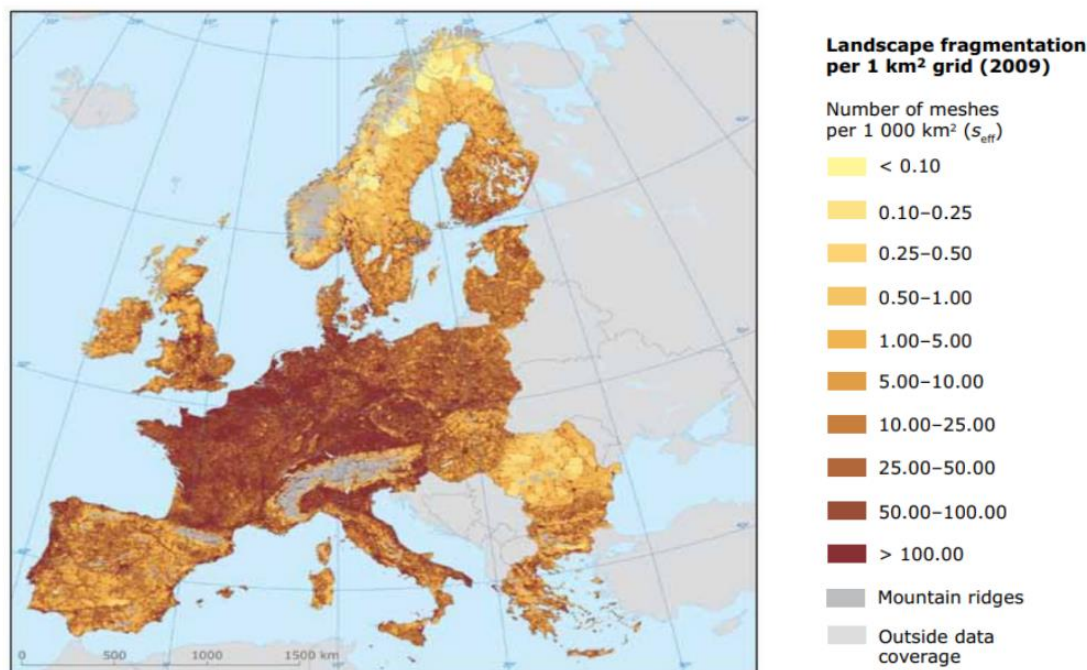 Landscape fragmentation
per 1 km² grid (2009)
Number of meshes
per 1 000 km² (seff)
< 0.10
0.10–0.25
0.25–0.50
0.50–1.00
1.00–5.00
5.00–10.00
10.00–25.00
25.00–50.00
50.00–100.00
> 100.00
Mountain ridges
Outside data
coverage
0 500 1000 1500 km